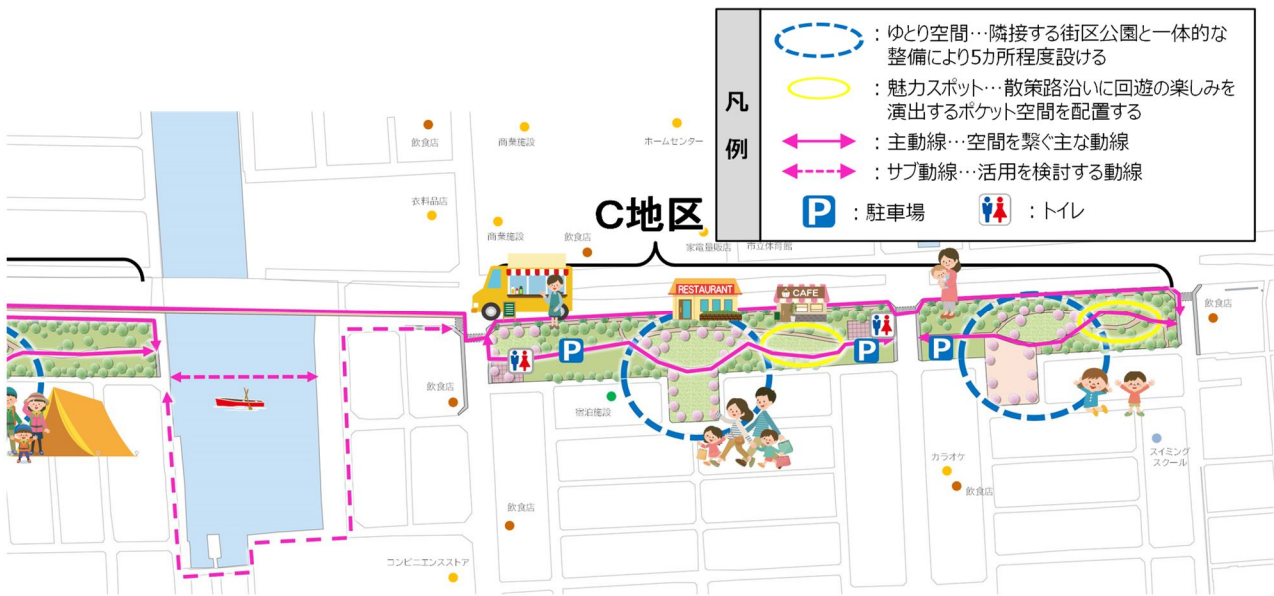 凡例
：ゆとり空間…隣接する街区公園と一体的な
整備により5カ所程度設ける
：魅力スポット…散策路沿いに回遊の楽しみを
演出するポケット空間を配置する
：主動線…空間を繋ぐ主な動線
：サブ動線…活用を検討する動線
P：駐車場
：トイレ
飲食店
商業施設
ホームセンター
衣料品店
C地区
商業施設
飲食店
家電量販店
市立体育館
RESTAURANT
CAFE
飲食店
P
P
P
飲食店
宿泊施設
カラオケ
スイミング
スクール
飲食店
飲食店
コンビニエンスストア